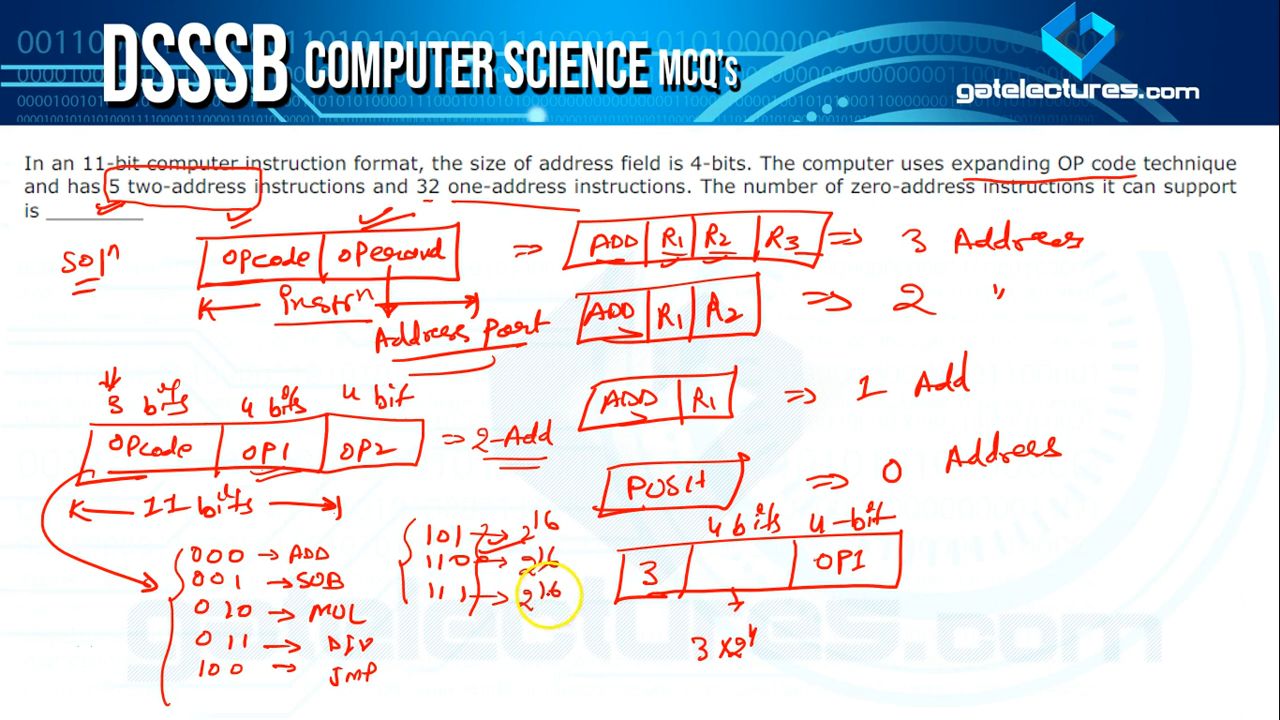 DSSSB COMPUTER SCIENCE MCQ's
gatelectures.com
In an 11-bit computer instruction format, the size of address field is 4-bits. The computer uses expanding OP code technique
and has 5 two-address instructions and 32 one-address instructions. The number of zero-address instructions it can support
is ________
Soln
Opcode Operand ⇒ ADD R1 R2 R3 ⇒ 3 Address
Instrn
Address Part
ADD R1 R2 ⇒ 2 "
3 bits 4 bits 4 bit
Opcode OP1 OP2 ⇒ 2-Add
11 bits
ADD R1 ⇒ 1 Add
PUSH ⇒ 0 Address
000 → ADD
001 → SUB
010 → MUL
011 → DIV
100 → JMP
101 → 2^16
110 → 2^16
111 → 2^16
4 bits 4-bit
3 OP1
3 x 2^4
gatelectures.com